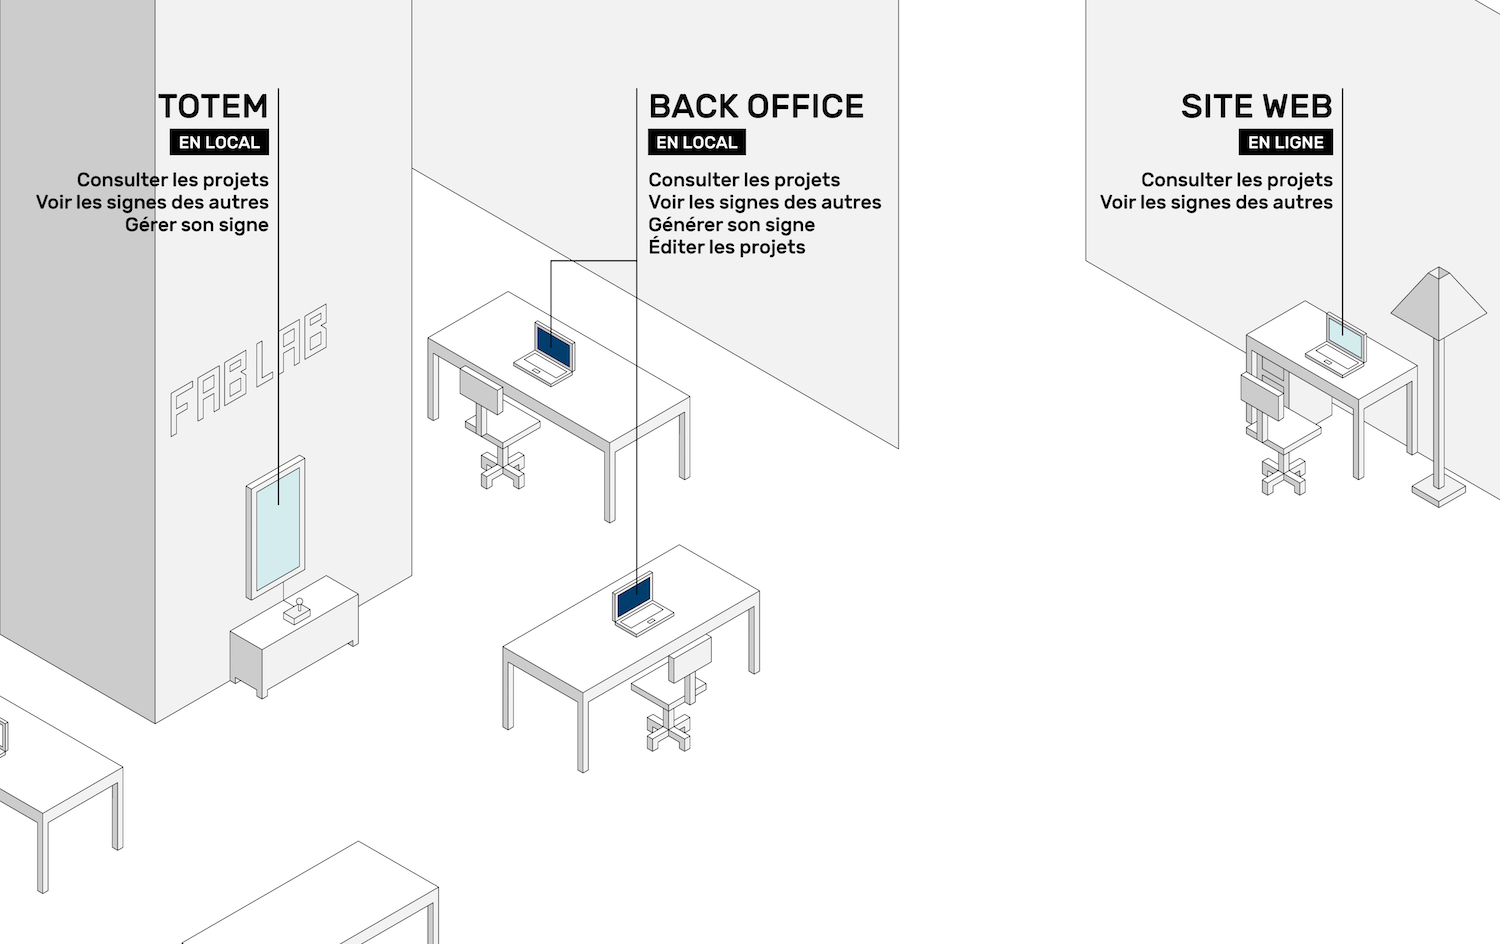 TOTEM
EN LOCAL
Consulter les projets
Voir les signes des autres
Gérer son signe
FABLAB
BACK OFFICE
EN LOCAL
Consulter les projets
Voir les signes des autres
Générer son signe
Éditer les projets
SITE WEB
EN LIGNE
Consulter les projets
Voir les signes des autres